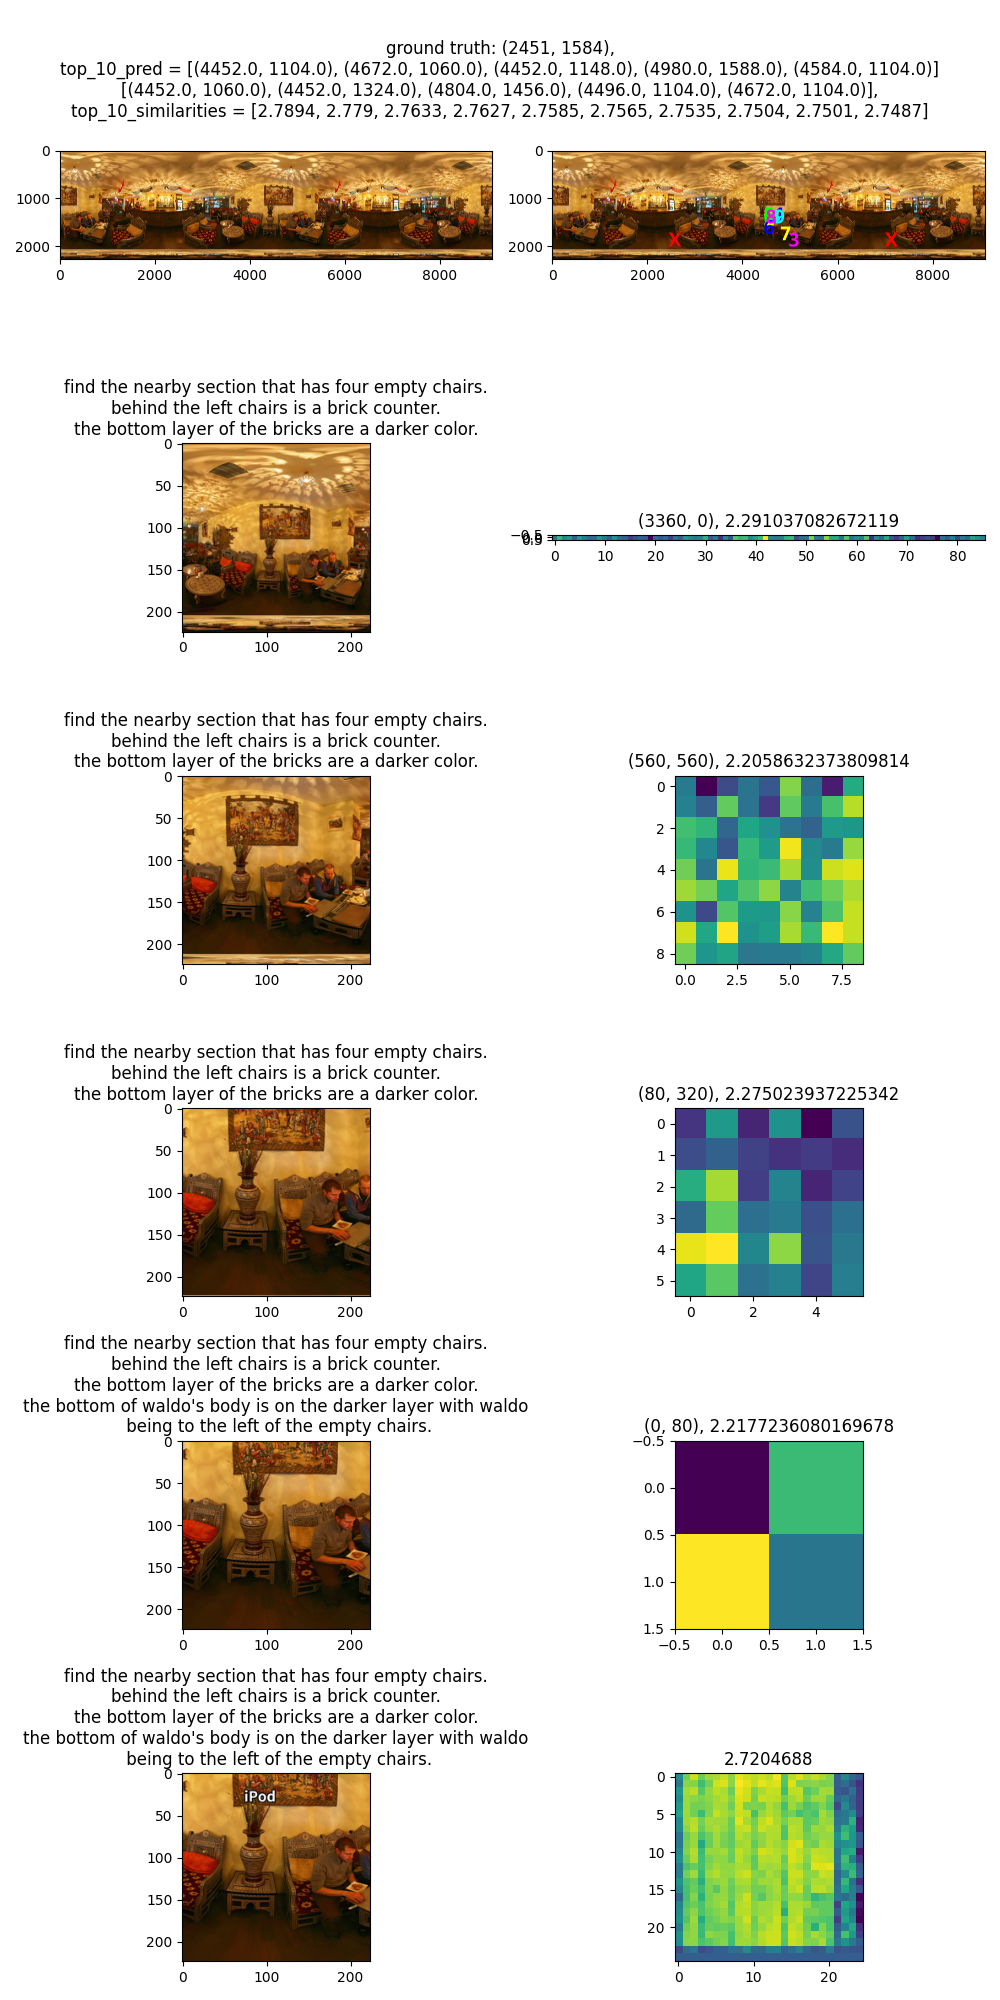 ground truth: (2451, 1584),
top_10_pred = [(4452.0, 1104.0), (4672.0, 1060.0), (4452.0, 1148.0), (4980.0, 1588.0), (4584.0, 1104.0)]
[(4452.0, 1060.0), (4452.0, 1324.0), (4804.0, 1456.0), (4496.0, 1104.0), (4672.0, 1104.0)],
top_10_similarities = [2.7894, 2.779, 2.7633, 2.7627, 2.7585, 2.7565, 2.7535, 2.7504, 2.7501, 2.7487]
0
1000
2000
0 2000 4000 6000 8000
0
1000
2000
X 6 7 3 X
0 2000 4000 6000 8000
find the nearby section that has four empty chairs.
behind the left chairs is a brick counter.
the bottom layer of the bricks are a darker color.
0
50
100
150
200
0 100 200
(3360, 0), 2.291037082672119
0 10 20 30 40 50 60 70 80
find the nearby section that has four empty chairs.
behind the left chairs is a brick counter.
the bottom layer of the bricks are a darker color.
0
50
100
150
200
0 100 200
(560, 560), 2.2058632373809814
0
2
4
6
8
0.0 2.5 5.0 7.5
find the nearby section that has four empty chairs.
behind the left chairs is a brick counter.
the bottom layer of the bricks are a darker color.
0
50
100
150
200
0 100 200
(80, 320), 2.275023937225342
0
1
2
3
4
5
0 2 4
find the nearby section that has four empty chairs.
behind the left chairs is a brick counter.
the bottom layer of the bricks are a darker color.
the bottom of waldo's body is on the darker layer with waldo
being to the left of the empty chairs.
0
50
100
150
200
0 100 200
(0, 80), 2.2177236080169678
−0.5
0.0
0.5
1.0
1.5
−0.5 0.0 0.5 1.0 1.5
find the nearby section that has four empty chairs.
behind the left chairs is a brick counter.
the bottom layer of the bricks are a darker color.
the bottom of waldo's body is on the darker layer with waldo
being to the left of the empty chairs.
0
50
100
150
200
iPod
0 100 200
2.7204688
0
5
10
15
20
0 10 20